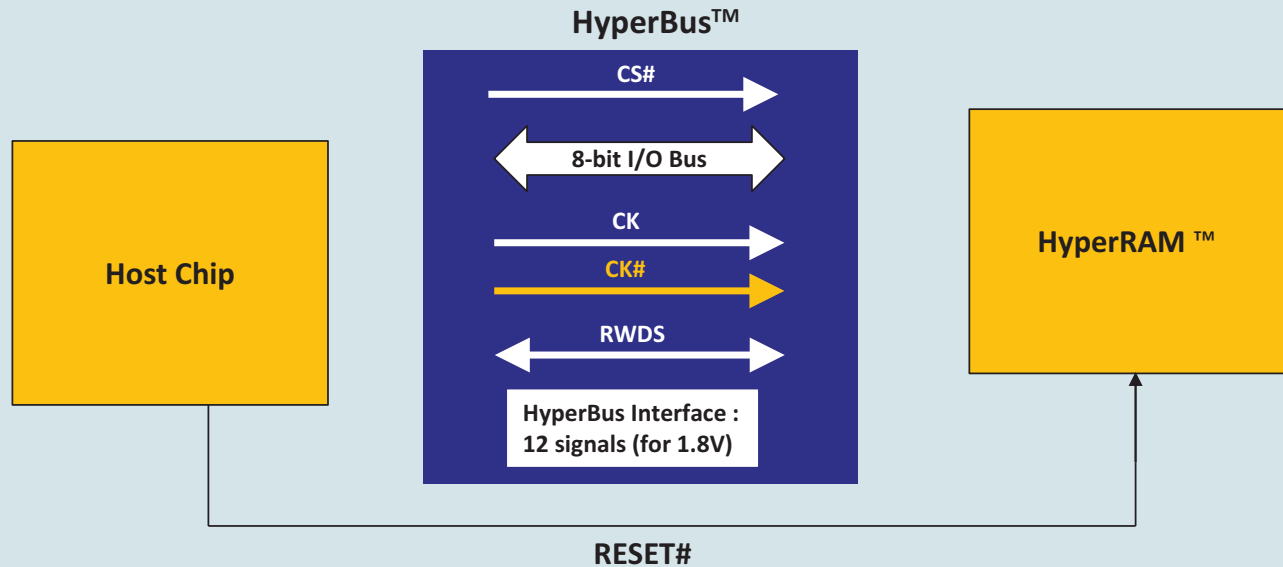 HyperBus™
CS#
8-bit I/O Bus
CK
CK#
RWDS
HyperBus Interface :
12 signals (for 1.8V)
Host Chip
HyperRAM ™
RESET#